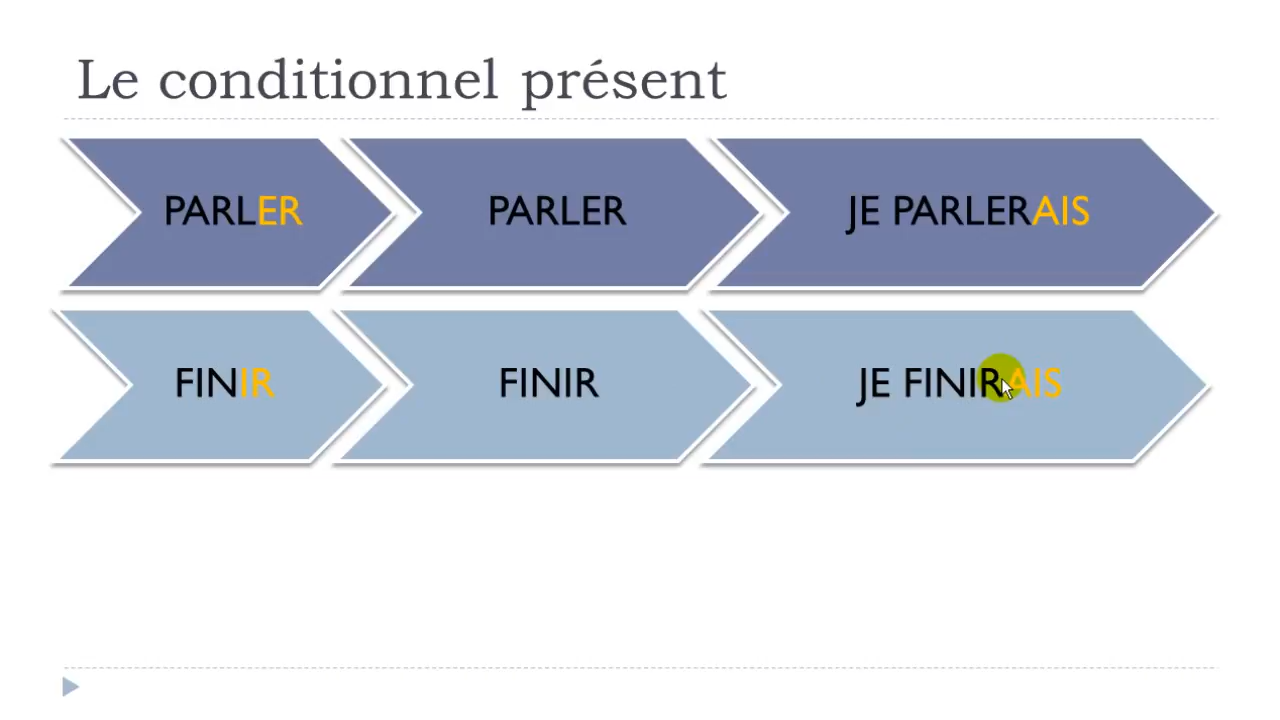 Le conditionnel présent
PARLER PARLER JE PARLERAIS
FINIR FINIR JE FINIRAIS